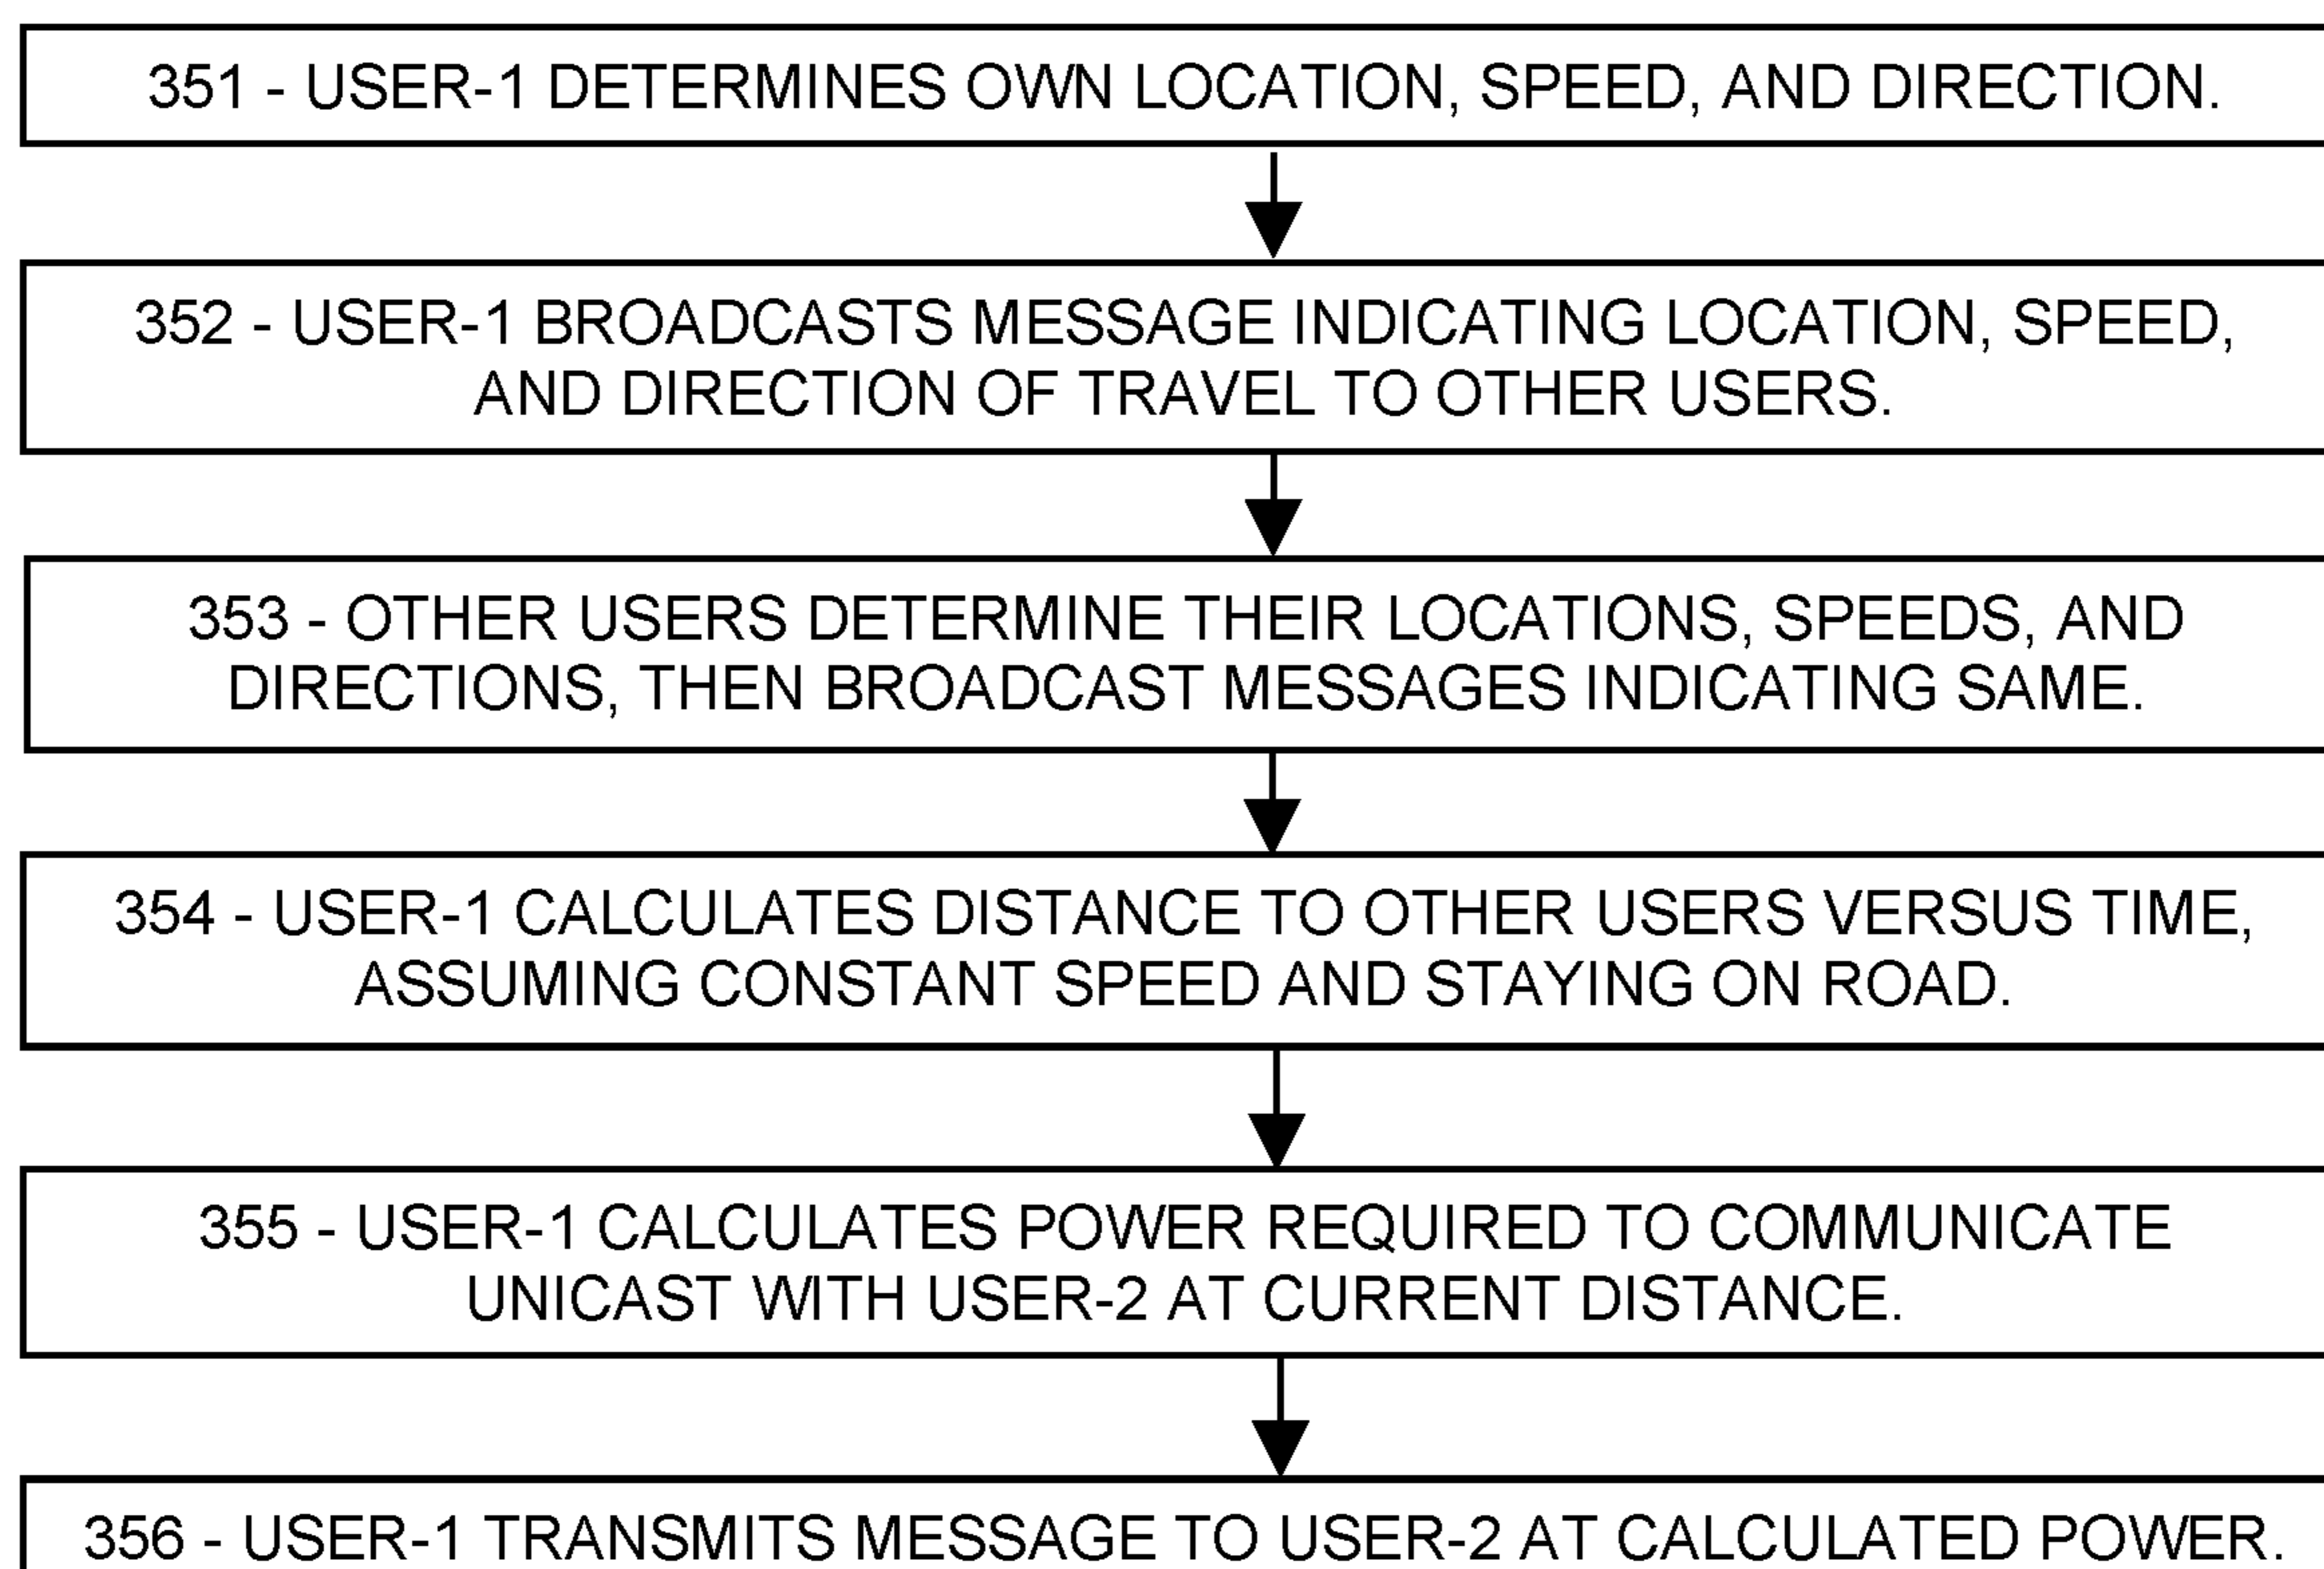 351 - USER-1 DETERMINES OWN LOCATION, SPEED, AND DIRECTION.
352 - USER-1 BROADCASTS MESSAGE INDICATING LOCATION, SPEED,
AND DIRECTION OF TRAVEL TO OTHER USERS.
353 - OTHER USERS DETERMINE THEIR LOCATIONS, SPEEDS, AND
DIRECTIONS, THEN BROADCAST MESSAGES INDICATING SAME.
354 - USER-1 CALCULATES DISTANCE TO OTHER USERS VERSUS TIME,
ASSUMING CONSTANT SPEED AND STAYING ON ROAD.
355 - USER-1 CALCULATES POWER REQUIRED TO COMMUNICATE
UNICAST WITH USER-2 AT CURRENT DISTANCE.
356 - USER-1 TRANSMITS MESSAGE TO USER-2 AT CALCULATED POWER.